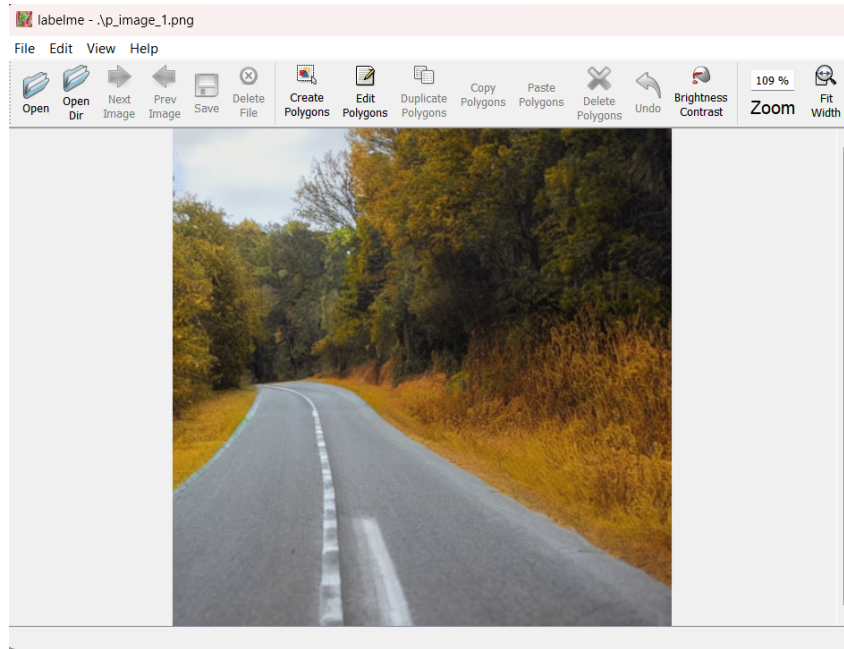 labelme - .\p_image_1.png
File Edit View Help
Open
Open Dir
Next Image
Prev Image
Save
Delete File
Create Polygons
Edit Polygons
Duplicate Polygons
Copy Polygons
Paste Polygons
Delete Polygons
Undo
Brightness Contrast
109 %
Zoom
Fit Width